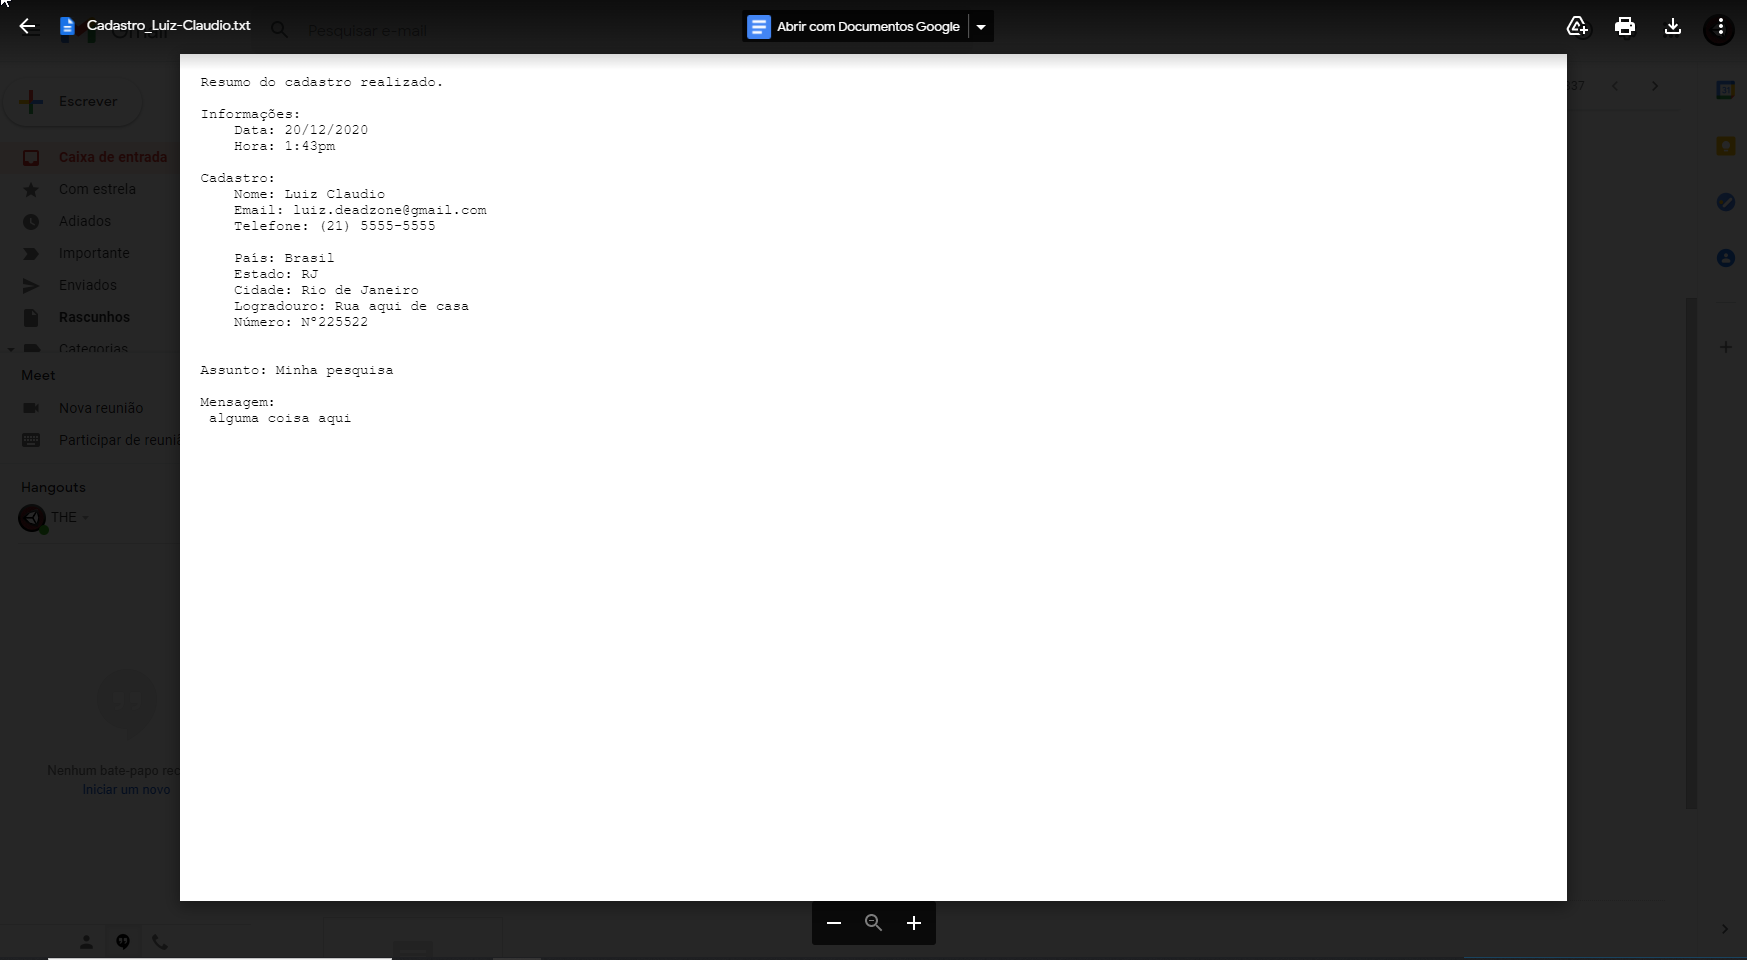 Cadastro_Luiz-Claudio.txt
Pesquisar e-mail
Abrir com Documentos Google
Escrever
Caixa de entrada
Com estrela
Adiados
Importante
Enviados
Rascunhos
Categorias
Meet
Nova reunião
Participar de reuniã
Hangouts
THE
Nenhum bate-papo rec
Iniciar um novo
Resumo do cadastro realizado.
Informações:
Data: 20/12/2020
Hora: 1:43pm
Cadastro:
Nome: Luiz Claudio
Email: luiz.deadzone@gmail.com
Telefone: (21) 5555-5555
País: Brasil
Estado: RJ
Cidade: Rio de Janeiro
Logradouro: Rua aqui de casa
Número: N°225522
Assunto: Minha pesquisa
Mensagem:
alguma coisa aqui